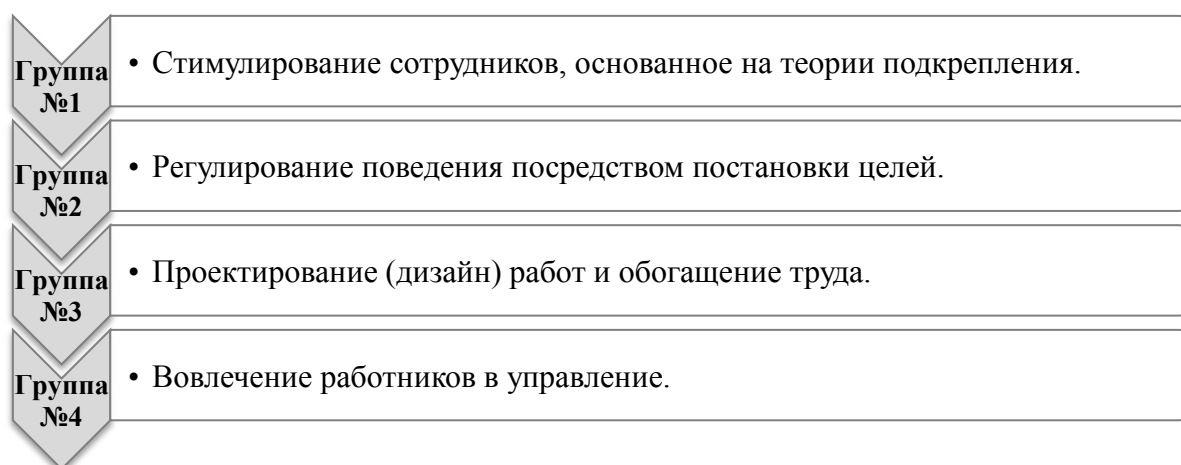 Группа
№1
• Стимулирование сотрудников, основанное на теории подкрепления.
Группа
№2
• Регулирование поведения посредством постановки целей.
Группа
№3
• Проектирование (дизайн) работ и обогащение труда.
Группа
№4
• Вовлечение работников в управление.